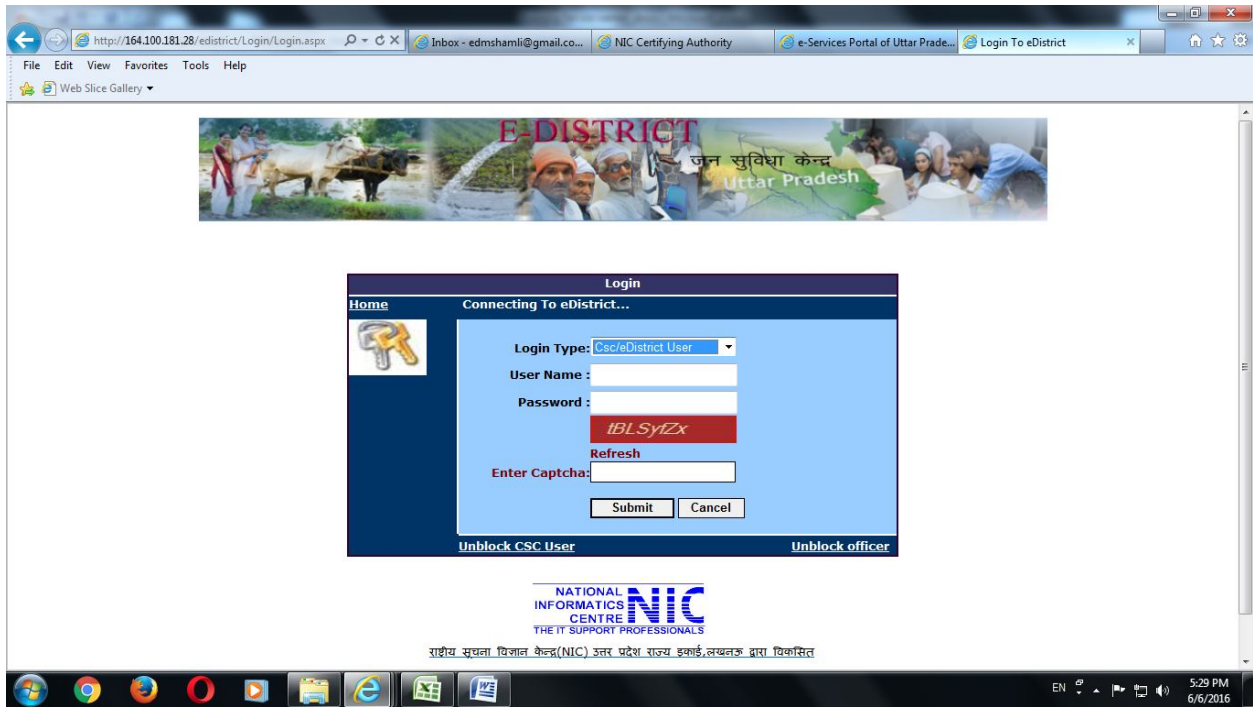 http://164.100.181.28/edistrict/Login/Login.aspx
Inbox - edmshamli@gmail.co...
NIC Certifying Authority
e-Services Portal of Uttar Prade...
Login To eDistrict
File Edit View Favorites Tools Help
Web Slice Gallery
E-DISTRICT
जन सुविधा केन्द्र
Uttar Pradesh
Login
Home Connecting To eDistrict...
Login Type: Csc/eDistrict User
User Name :
Password :
tBLSyfZx
Refresh
Enter Captcha:
Submit Cancel
Unblock CSC User Unblock officer
NATIONAL
INFORMATICS
CENTRE
NIC
THE IT SUPPORT PROFESSIONALS
राष्ट्रीय सूचना विज्ञान केन्द्र(NIC) उत्तर प्रदेश राज्य इकाई,लखनऊ द्वारा विकसित
EN 5:29 PM
6/6/2016